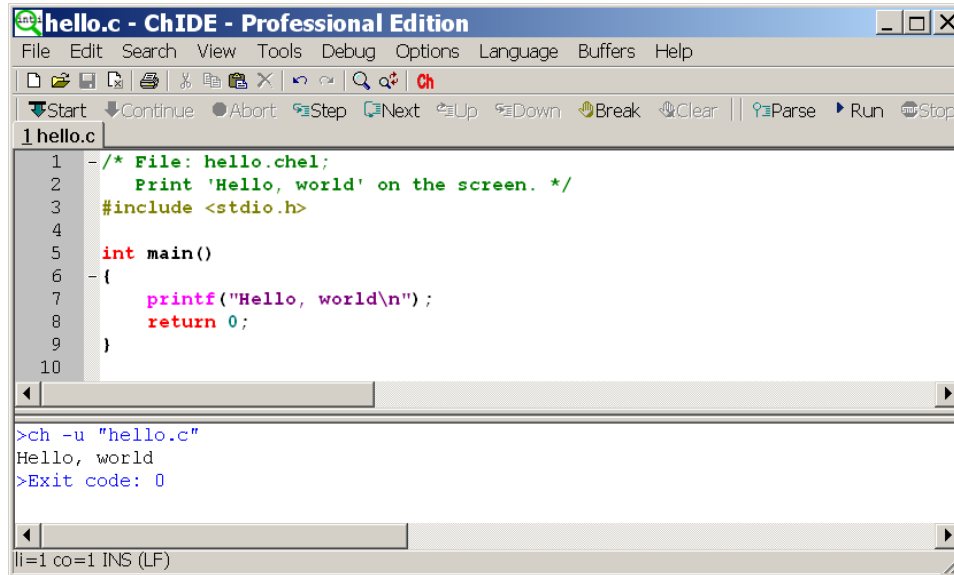 hello.c - ChIDE - Professional Edition
File Edit Search View Tools Debug Options Language Buffers Help
Ch
Start Continue Abort Step Next Up Down Break Clear Parse Run Stop
1 hello.c
1 /* File: hello.chel;
2 Print 'Hello, world' on the screen. */
3 #include <stdio.h>
4
5 int main()
6 {
7 printf("Hello, world\n");
8 return 0;
9 }
10
>ch -u "hello.c"
Hello, world
>Exit code: 0
li=1 co=1 INS (LF)